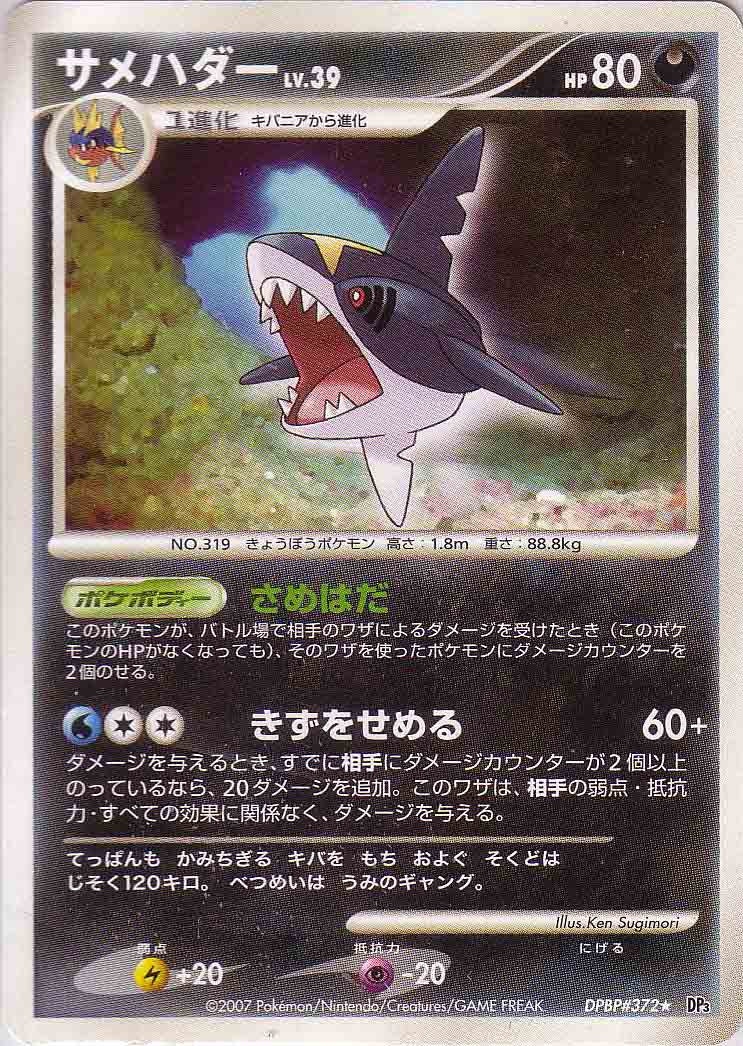 サメハダー LV.39 HP 80
1進化 キバニアから進化
NO.319 きょうぼうポケモン 高さ：1.8m 重さ：88.8kg
ポケボディー さめはだ
このポケモンが、バトル場で相手のワザによるダメージを受けたとき（このポケ
モンのHPがなくなっても）、そのワザを使ったポケモンにダメージカウンターを
2個のせる。
きずをせめる 60+
ダメージを与えるとき、すでに相手にダメージカウンターが2個以上
のっているなら、20ダメージを追加。このワザは、相手の弱点・抵抗
力・すべての効果に関係なく、ダメージを与える。
てっぱんも かみちぎる キバを もち およぐ そくどは
じそく120キロ。 べつめいは うみのギャング。
Illus.Ken Sugimori
弱点 抵抗力 にげる
+20 -20
©2007 Pokémon/Nintendo/Creatures/GAME FREAK DPBP#372★ DP3